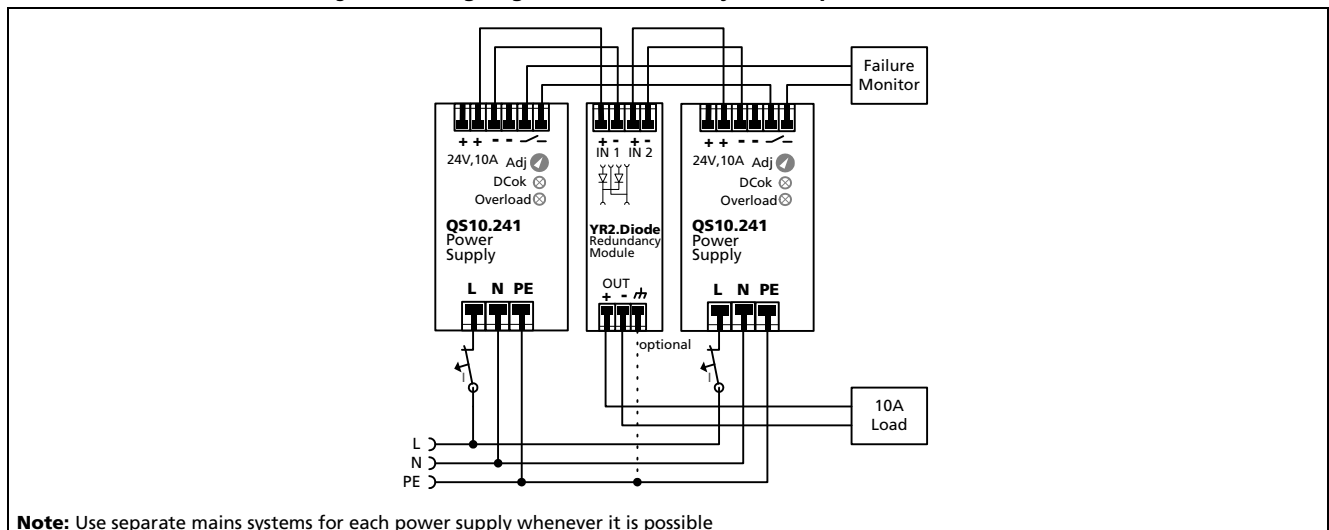 Failure
Monitor
+ + - -
24V,10A Adj
DCok
Overload
QS10.241
Power
Supply
L N PE
+ - + -
IN 1 IN 2
YR2.Diode
Redundancy
Module
OUT
+ -
optional
+ + - -
24V,10A Adj
DCok
Overload
QS10.241
Power
Supply
L N PE
I
I
10A
Load
L
N
PE
Note: Use separate mains systems for each power supply whenever it is possible